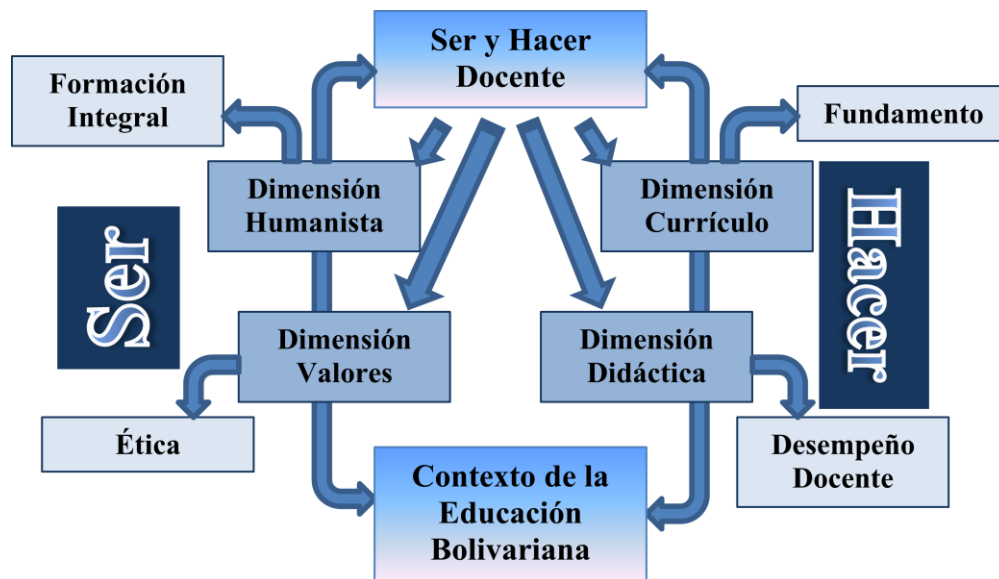 Ser y Hacer
Docente
Formación
Integral
Fundamento
Dimensión
Humanista
Dimensión
Currículo
Ser
Hacer
Dimensión
Valores
Dimensión
Didáctica
Ética
Desempeño
Docente
Contexto de la
Educación
Bolivariana